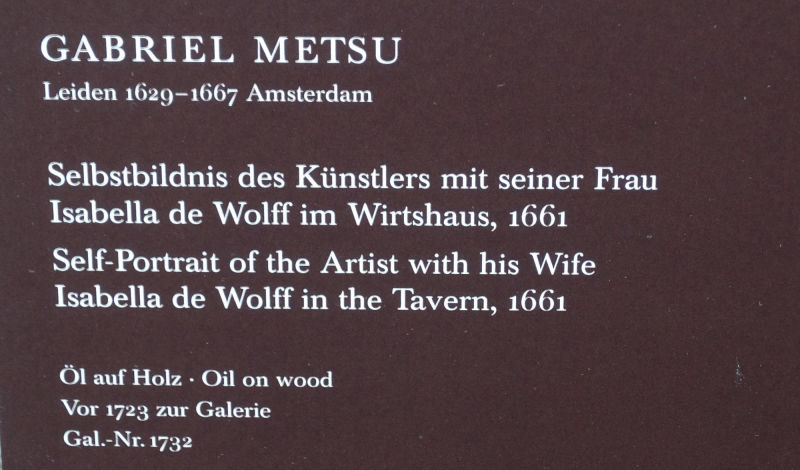 GABRIEL METSU
Leiden 1629–1667 Amsterdam
Selbstbildnis des Künstlers mit seiner Frau
Isabella de Wolff im Wirtshaus, 1661
Self-Portrait of the Artist with his Wife
Isabella de Wolff in the Tavern, 1661
Öl auf Holz · Oil on wood
Vor 1723 zur Galerie
Gal.-Nr. 1732